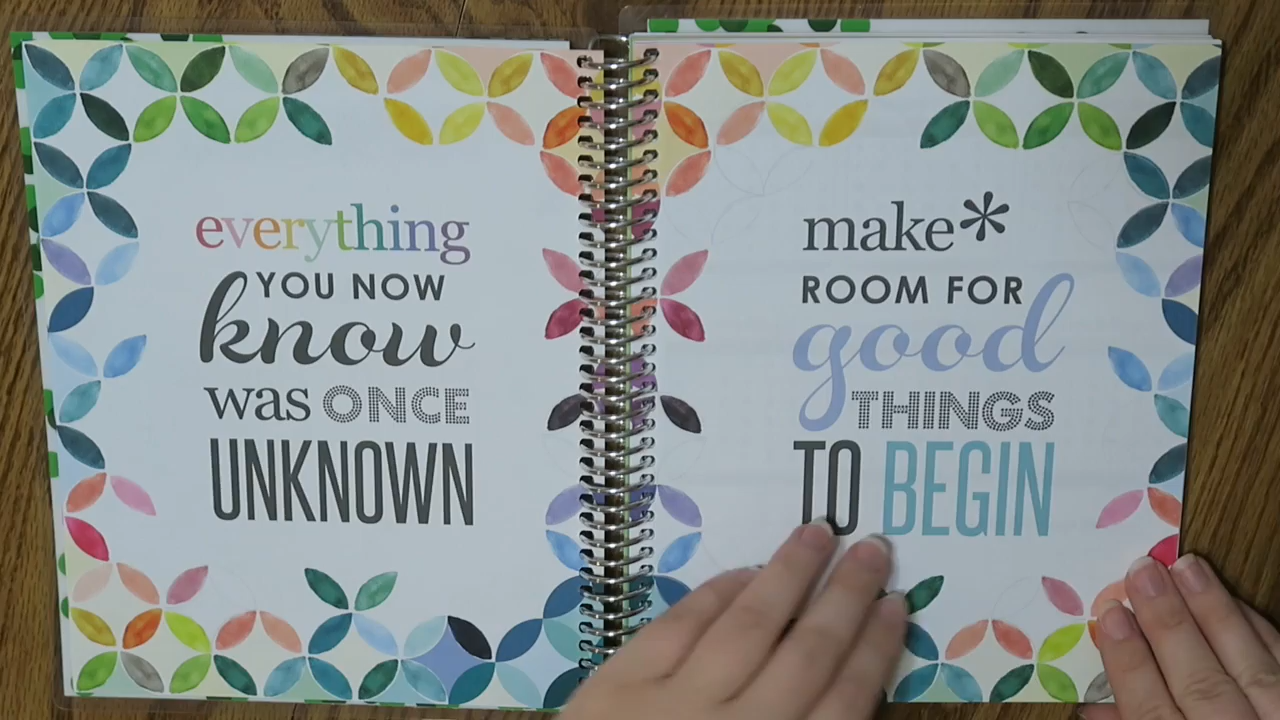 everything
YOU NOW
know
was ONCE
UNKNOWN
make*
ROOM FOR
good
THINGS
TO BEGIN